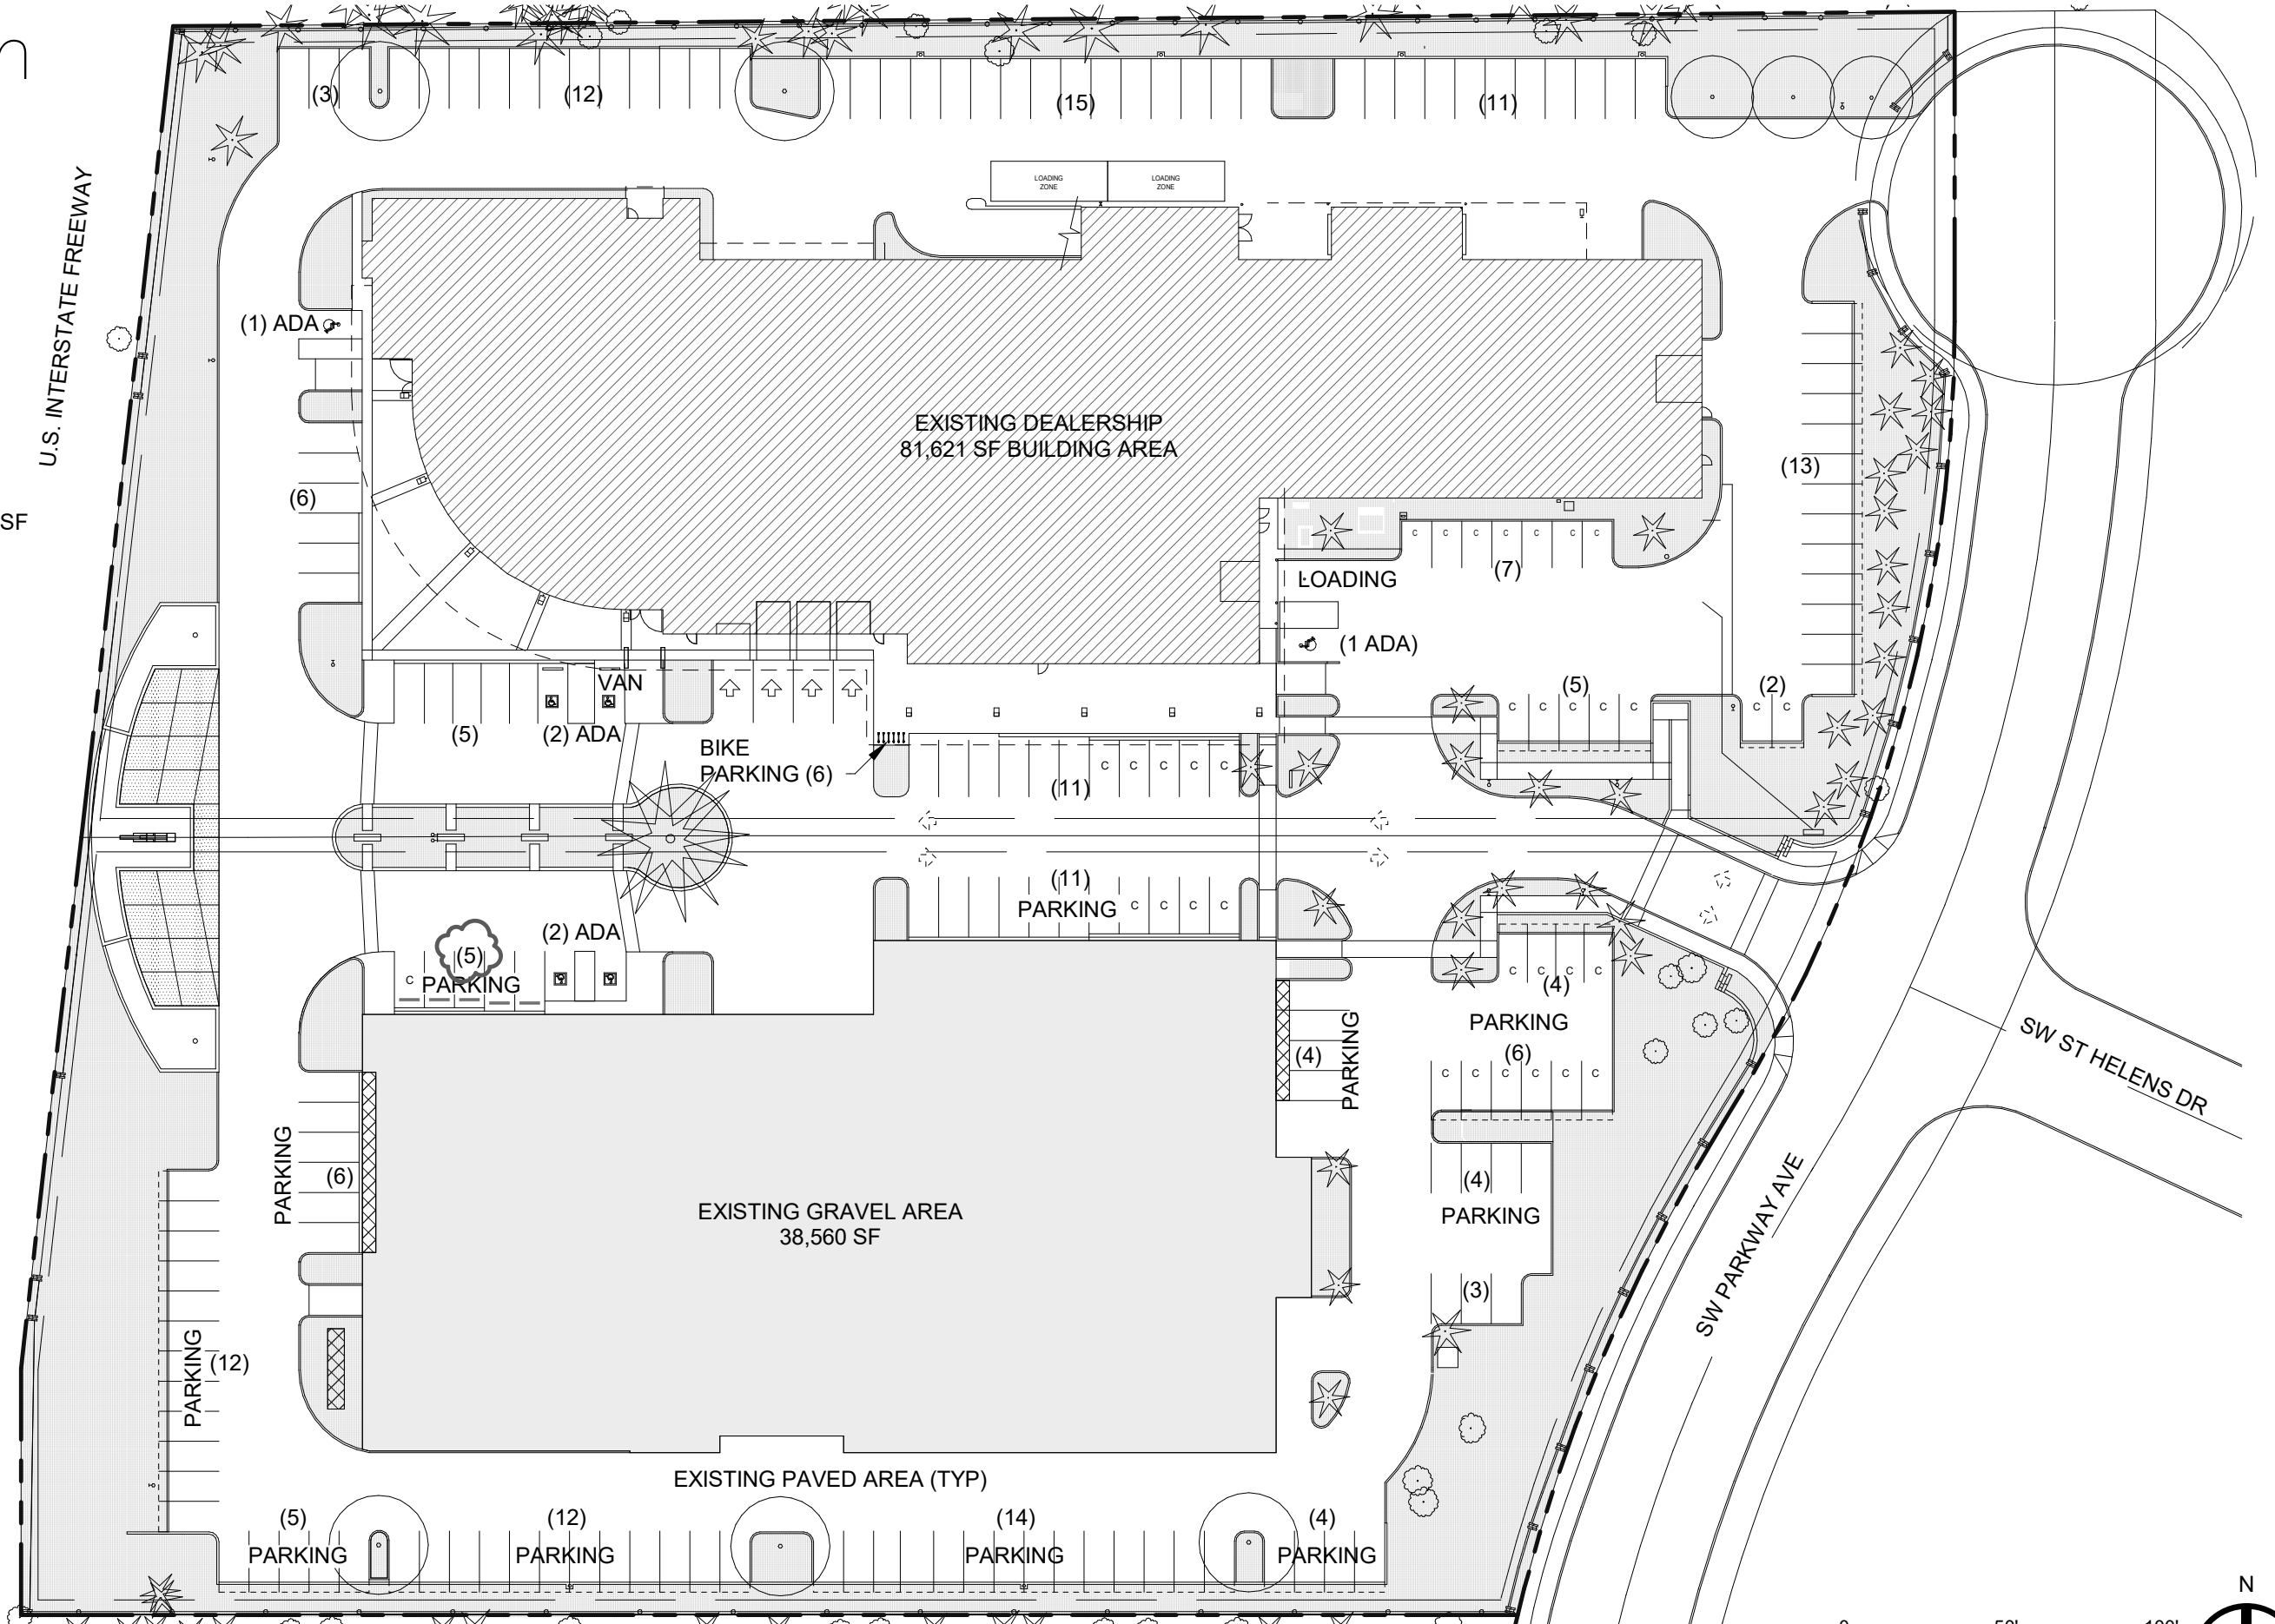 n
(3)
(12)
(15)
(11)
LOADING
ZONE
LOADING
ZONE
U.S. INTERSTATE FREEWAY
(1) ADA
EXISTING DEALERSHIP
81,621 SF BUILDING AREA
(13)
(6)
SF
C C C C C C C
(7)
LOADING
(1 ADA)
VAN
(5)
(2) ADA
(5)
C C C C C
(2)
C C
BIKE
PARKING (6)
C C C C C
(11)
(11)
PARKING
C C C C
(2) ADA
(5)
C
PARKING
C C C C
(4)
PARKING
(4)
PARKING
(6)
C C C C C C
SW ST HELENS DR
PARKING
(6)
(4)
PARKING
EXISTING GRAVEL AREA
38,560 SF
SW PARKWAY AVE
(3)
PARKING
(12)
EXISTING PAVED AREA (TYP)
(5)
PARKING
(12)
PARKING
(14)
PARKING
(4)
PARKING
N
0 50' 100'